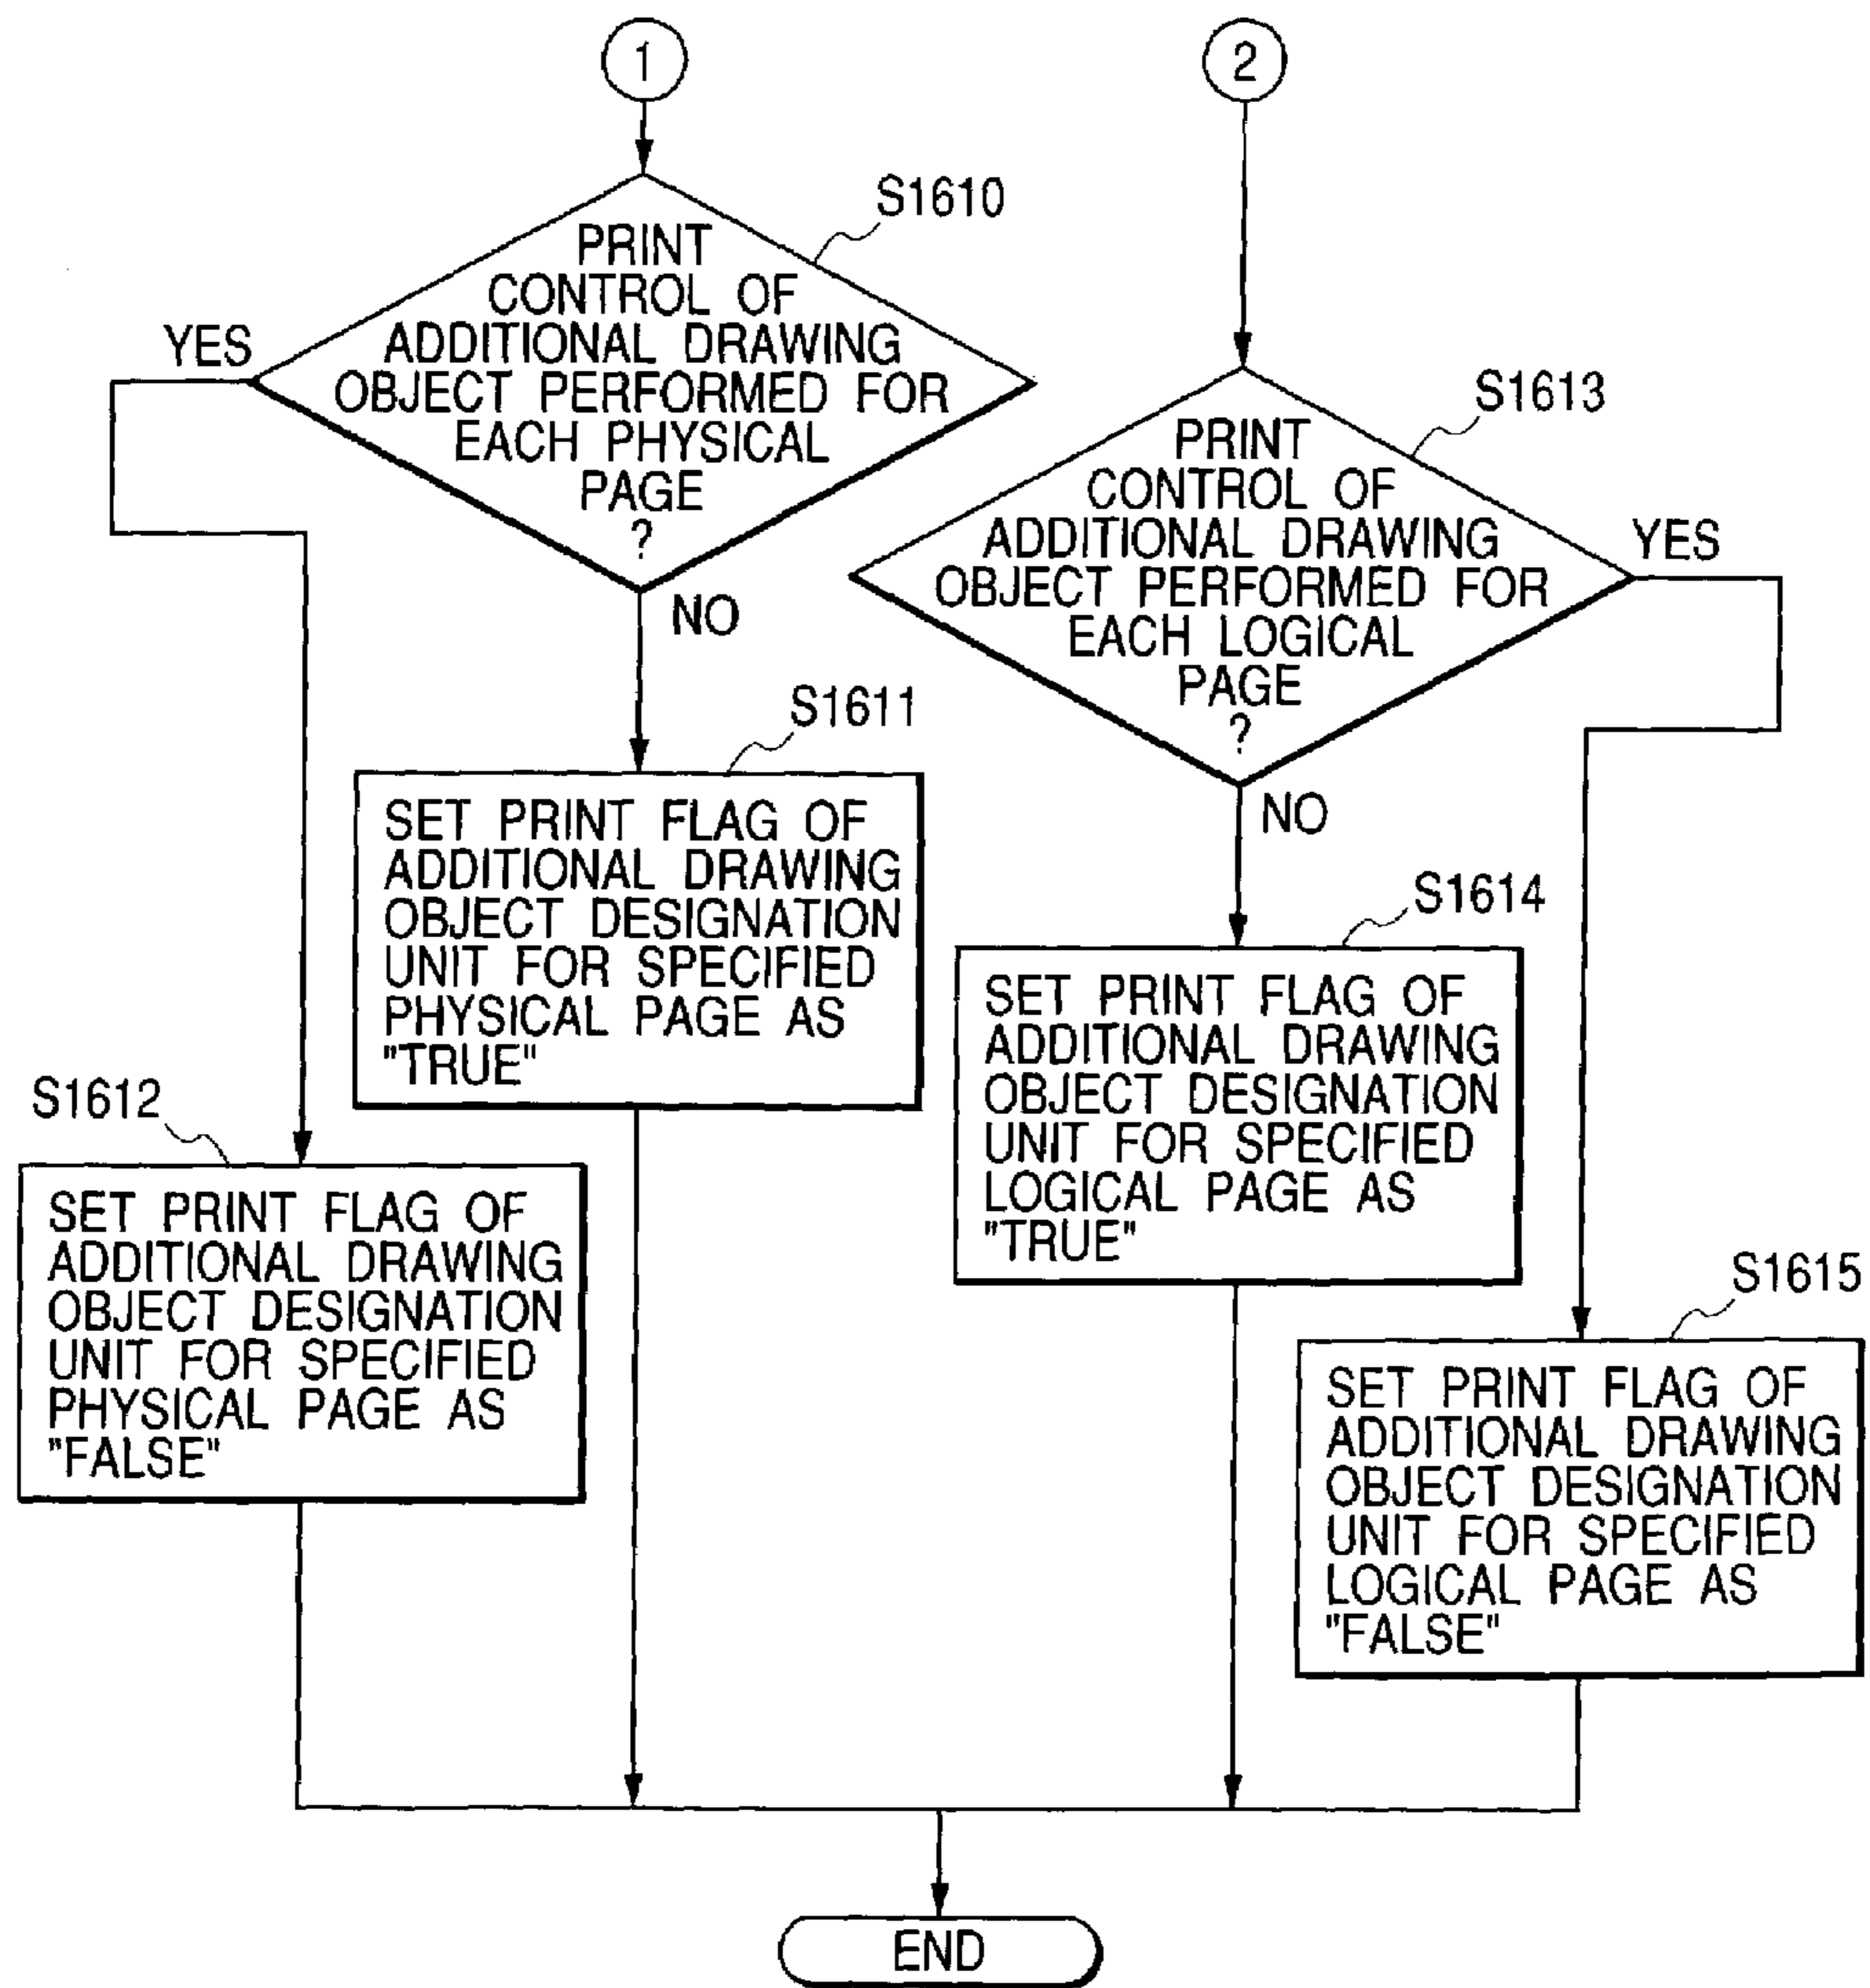 1
S1610
PRINT
CONTROL OF
ADDITIONAL DRAWING
OBJECT PERFORMED FOR
EACH PHYSICAL
PAGE
?
YES
NO
S1611
SET PRINT FLAG OF
ADDITIONAL DRAWING
OBJECT DESIGNATION
UNIT FOR SPECIFIED
PHYSICAL PAGE AS
"TRUE"
S1612
SET PRINT FLAG OF
ADDITIONAL DRAWING
OBJECT DESIGNATION
UNIT FOR SPECIFIED
PHYSICAL PAGE AS
"FALSE"
2
S1613
PRINT
CONTROL OF
ADDITIONAL DRAWING
OBJECT PERFORMED FOR
EACH LOGICAL
PAGE
?
YES
NO
S1614
SET PRINT FLAG OF
ADDITIONAL DRAWING
OBJECT DESIGNATION
UNIT FOR SPECIFIED
LOGICAL PAGE AS
"TRUE"
S1615
SET PRINT FLAG OF
ADDITIONAL DRAWING
OBJECT DESIGNATION
UNIT FOR SPECIFIED
LOGICAL PAGE AS
"FALSE"
END